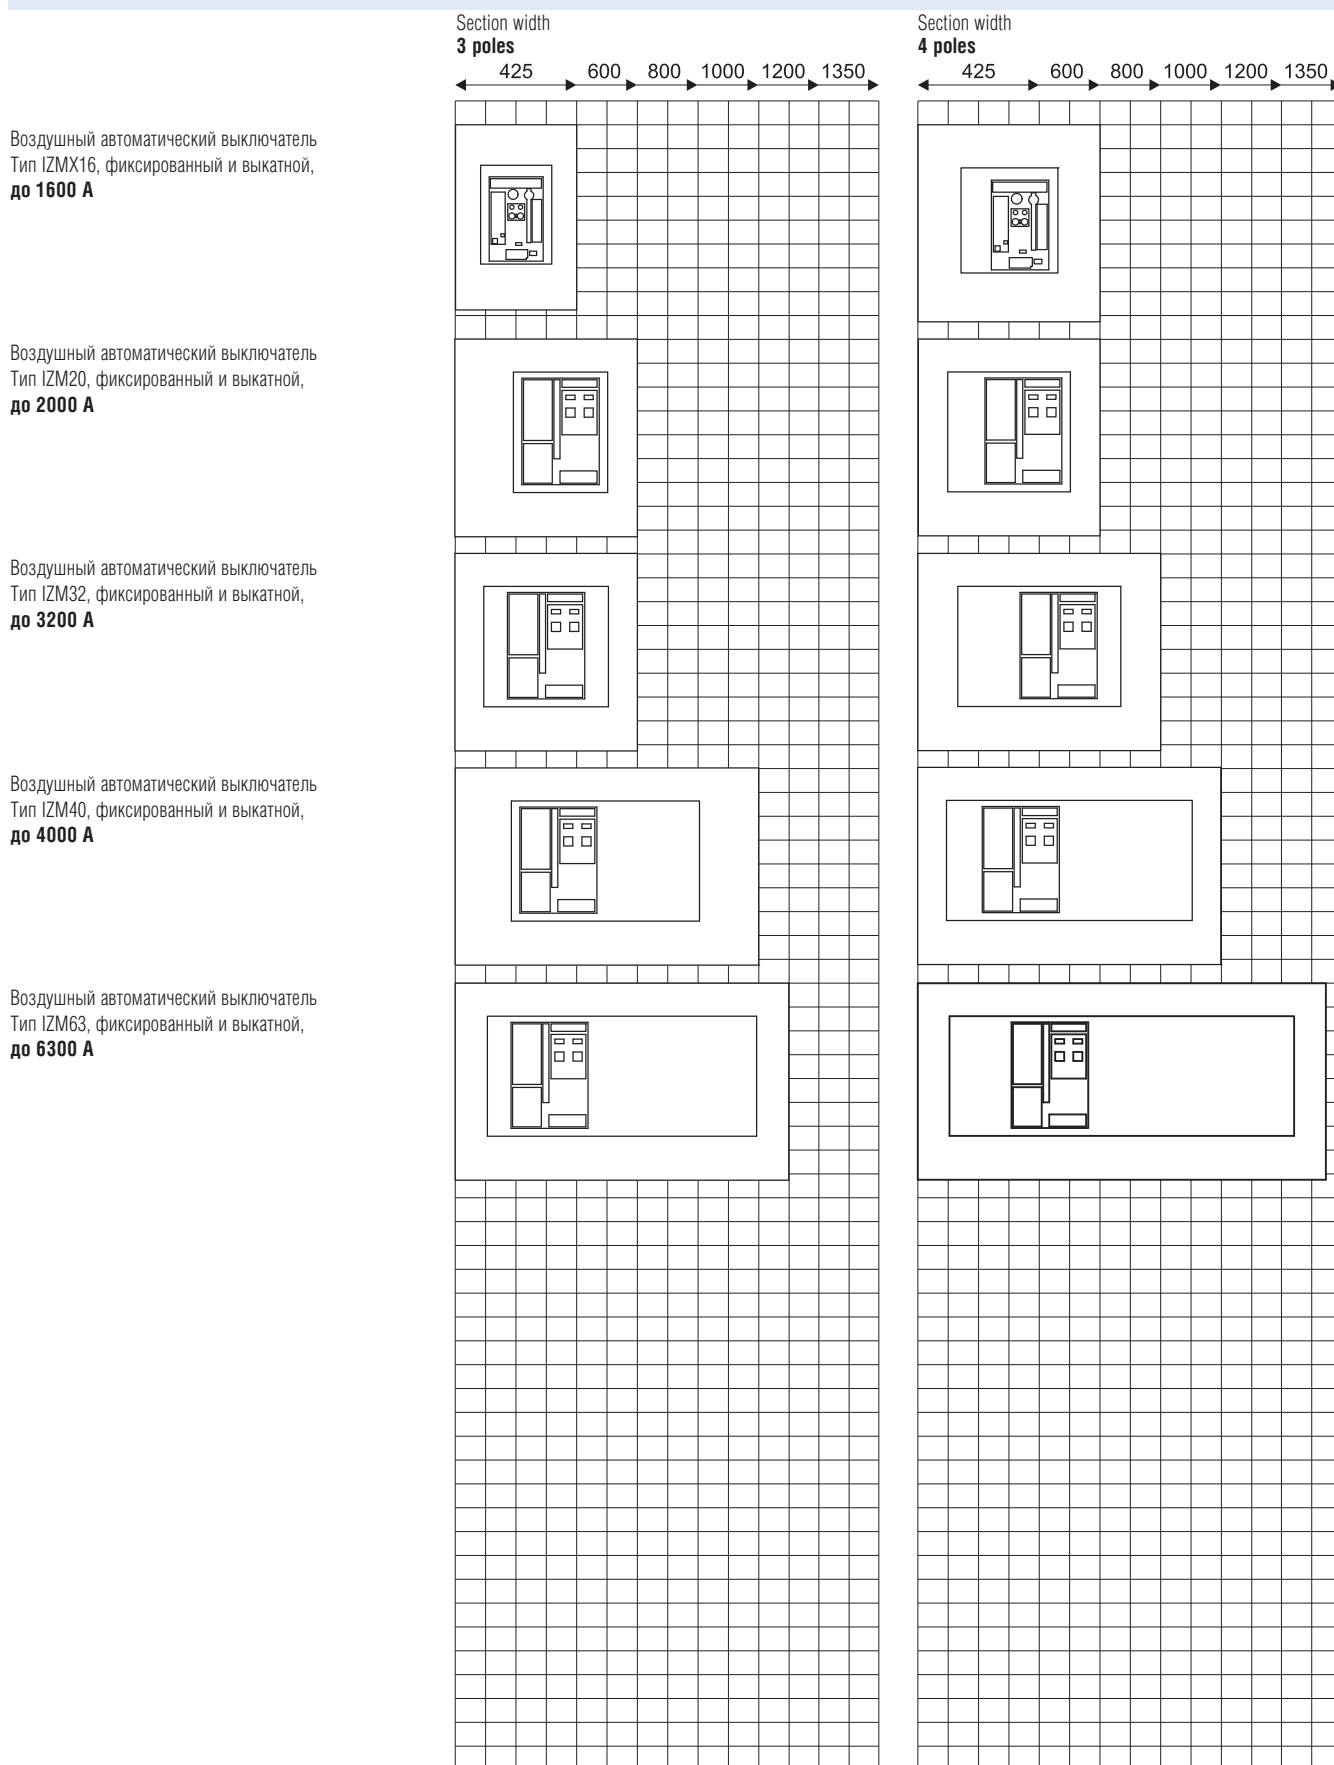 Section width
3 poles
425 600 800 1000 1200 1350
Section width
4 poles
425 600 800 1000 1200 1350
Воздушный автоматический выключатель
Тип IZMX16, фиксированный и выкатной,
до 1600 А
Воздушный автоматический выключатель
Тип IZM20, фиксированный и выкатной,
до 2000 А
Воздушный автоматический выключатель
Тип IZM32, фиксированный и выкатной,
до 3200 А
Воздушный автоматический выключатель
Тип IZM40, фиксированный и выкатной,
до 4000 А
Воздушный автоматический выключатель
Тип IZM63, фиксированный и выкатной,
до 6300 А